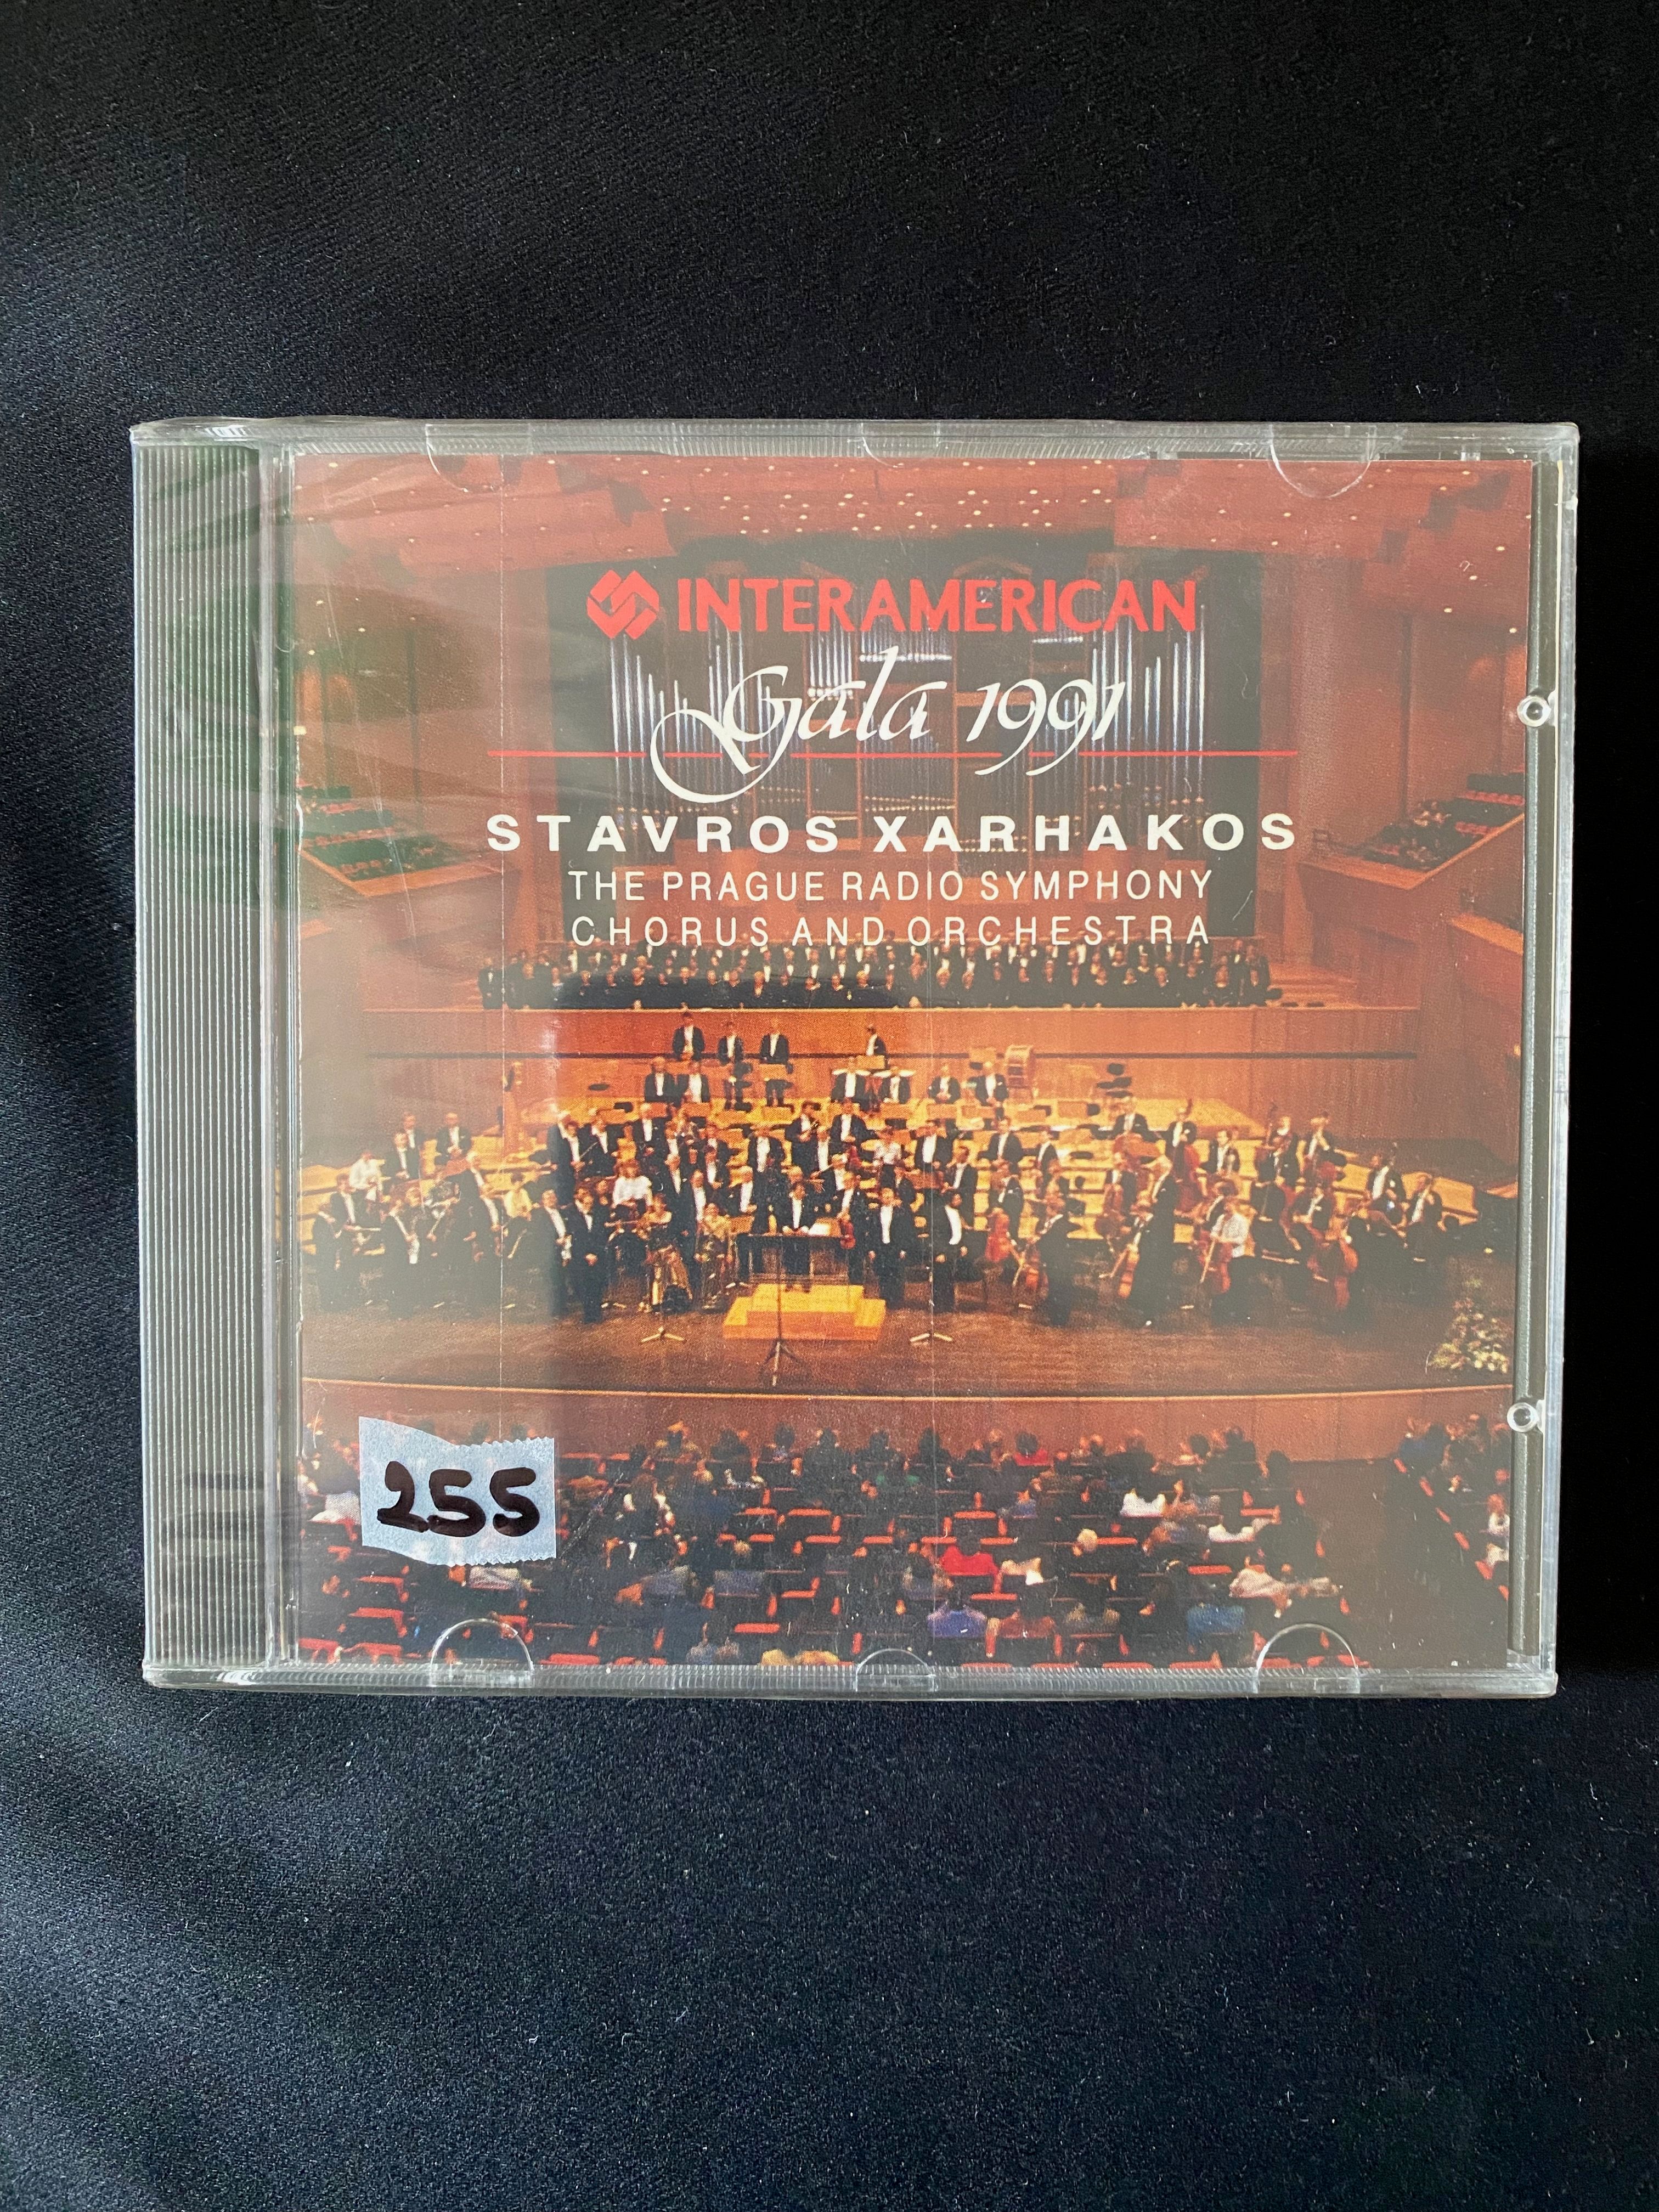 INTERAMERICAN
Gala 1991
STAVROS XARHAKOS
THE PRAGUE RADIO SYMPHONY
CHORUS AND ORCHESTRA
255